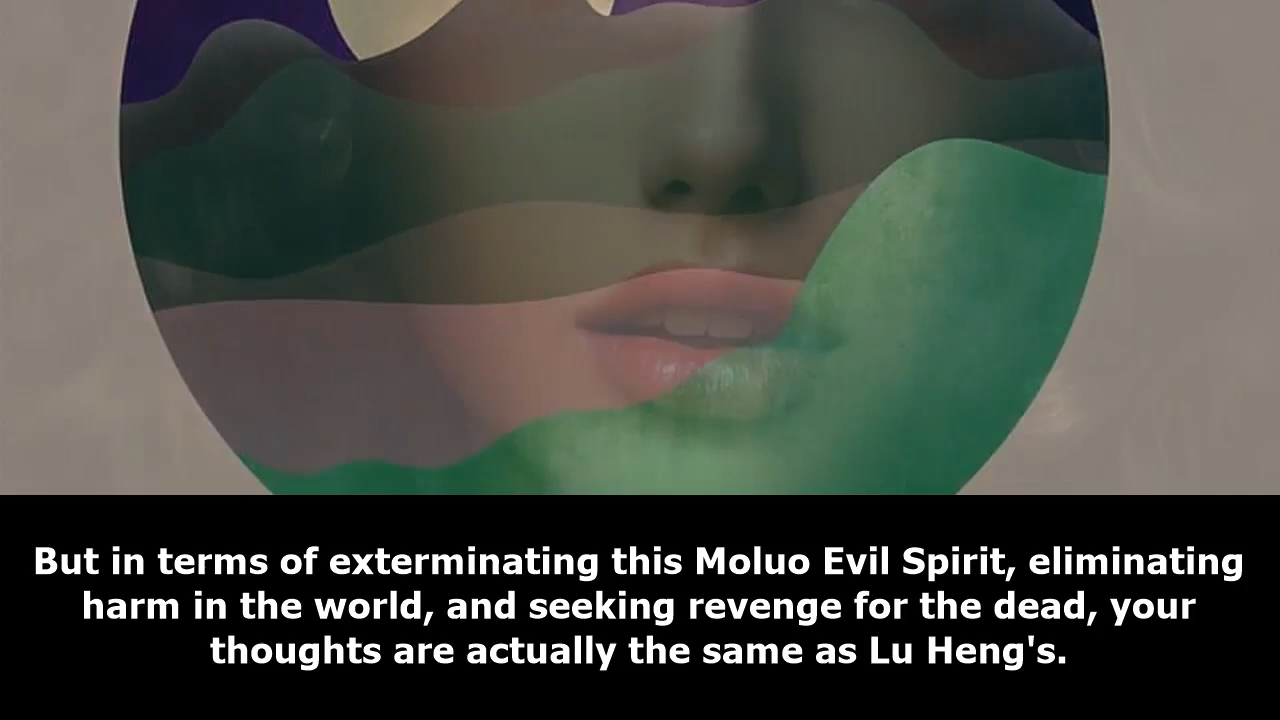 But in terms of exterminating this Moluo Evil Spirit, eliminating
harm in the world, and seeking revenge for the dead, your
thoughts are actually the same as Lu Heng's.